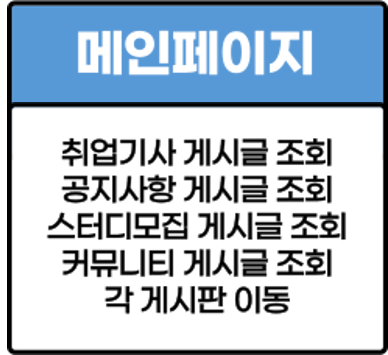 메인페이지
취업기사 게시글 조회
공지사항 게시글 조회
스터디모집 게시글 조회
커뮤니티 게시글 조회
각 게시판 이동